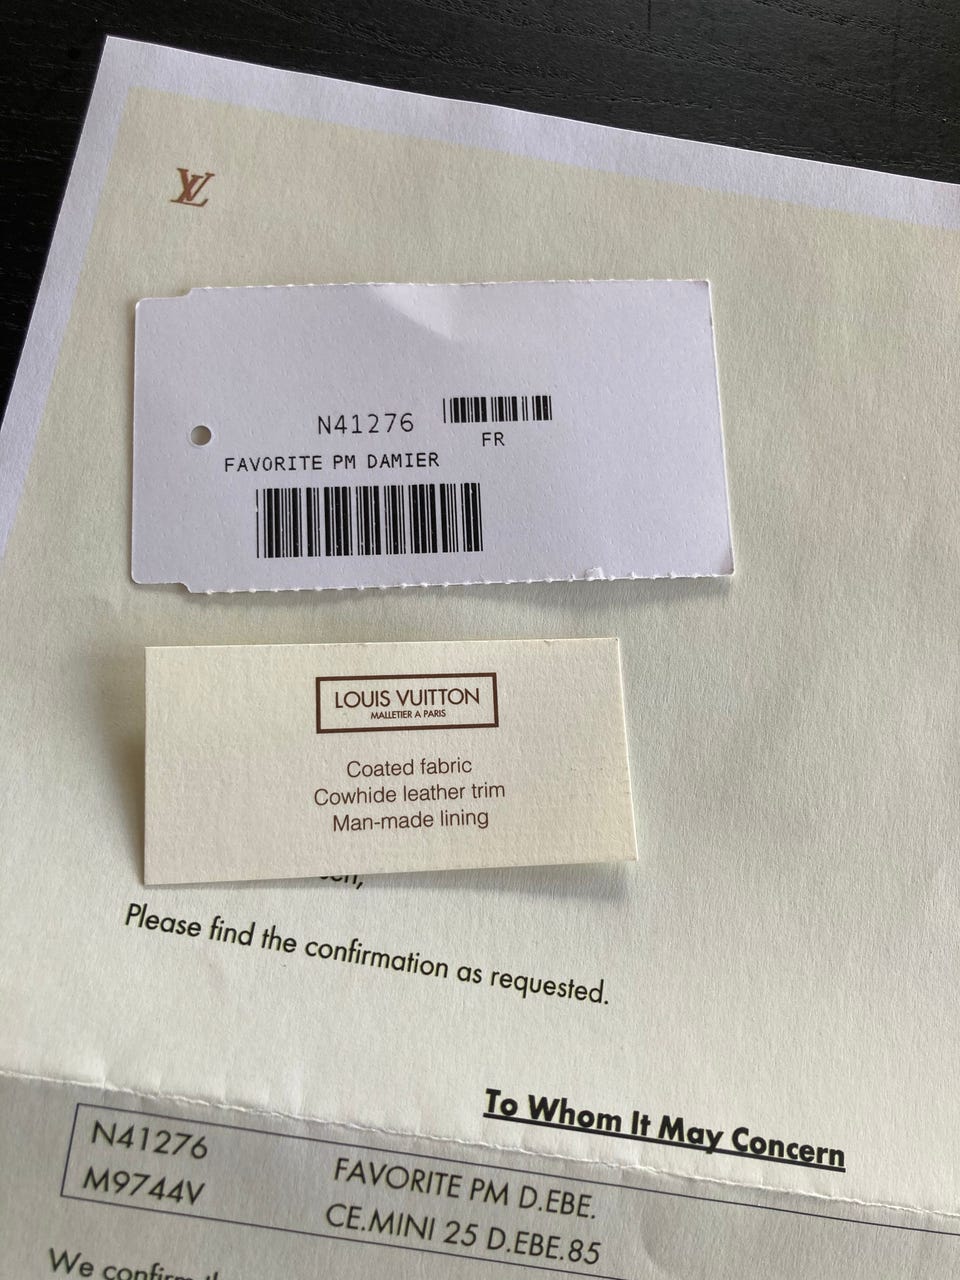 LV
N41276
FR
FAVORITE PM DAMIER
LOUIS VUITTON
MALLETIER A PARIS
Coated fabric
Cowhide leather trim
Man-made lining
Please find the confirmation as requested.
To Whom It May Concern
N41276 FAVORITE PM D.EBE.
M9744V CE.MINI 25 D.EBE.85
We confirm